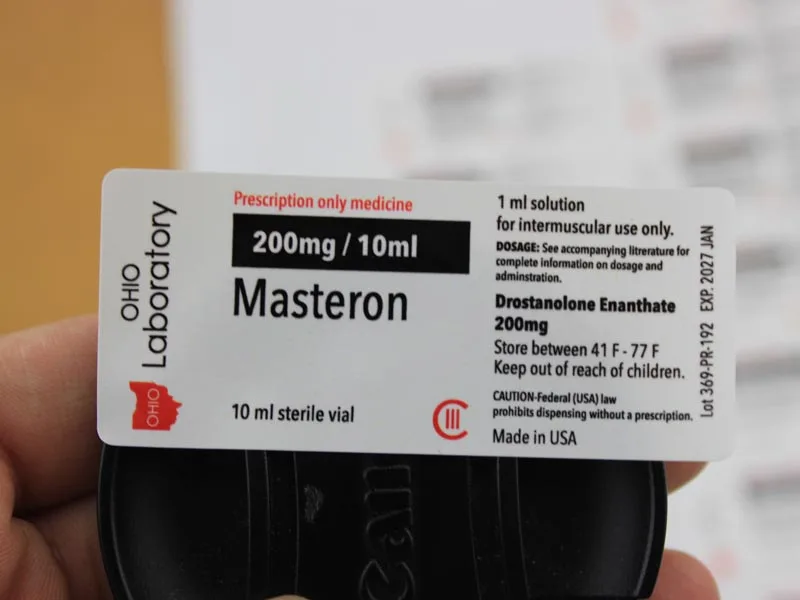 OHIO
Laboratory
OHIO
Prescription only medicine
200mg / 10ml
Masteron
10 ml sterile vial
CIII
1 ml solution
for intermuscular use only.
DOSAGE: See accompanying litrerature for
complete information on dosage and
adminstration.
Drostanolone Enanthate
200mg
Store between 41 F - 77 F
Keep out of reach of children.
CAUTION-Federal (USA) law
prohibits dispensing without a prescription.
Made in USA
Lot 369-PR-192 EXP. 2027 JAN
Can